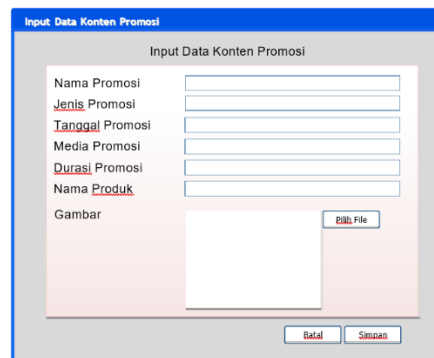 Input Data Konten Promosi
Input Data Konten Promosi
Nama Promosi
Jenis Promosi
Tanggal Promosi
Media Promosi
Durasi Promosi
Nama Produk
Gambar
Pilih File
Batal Simpan